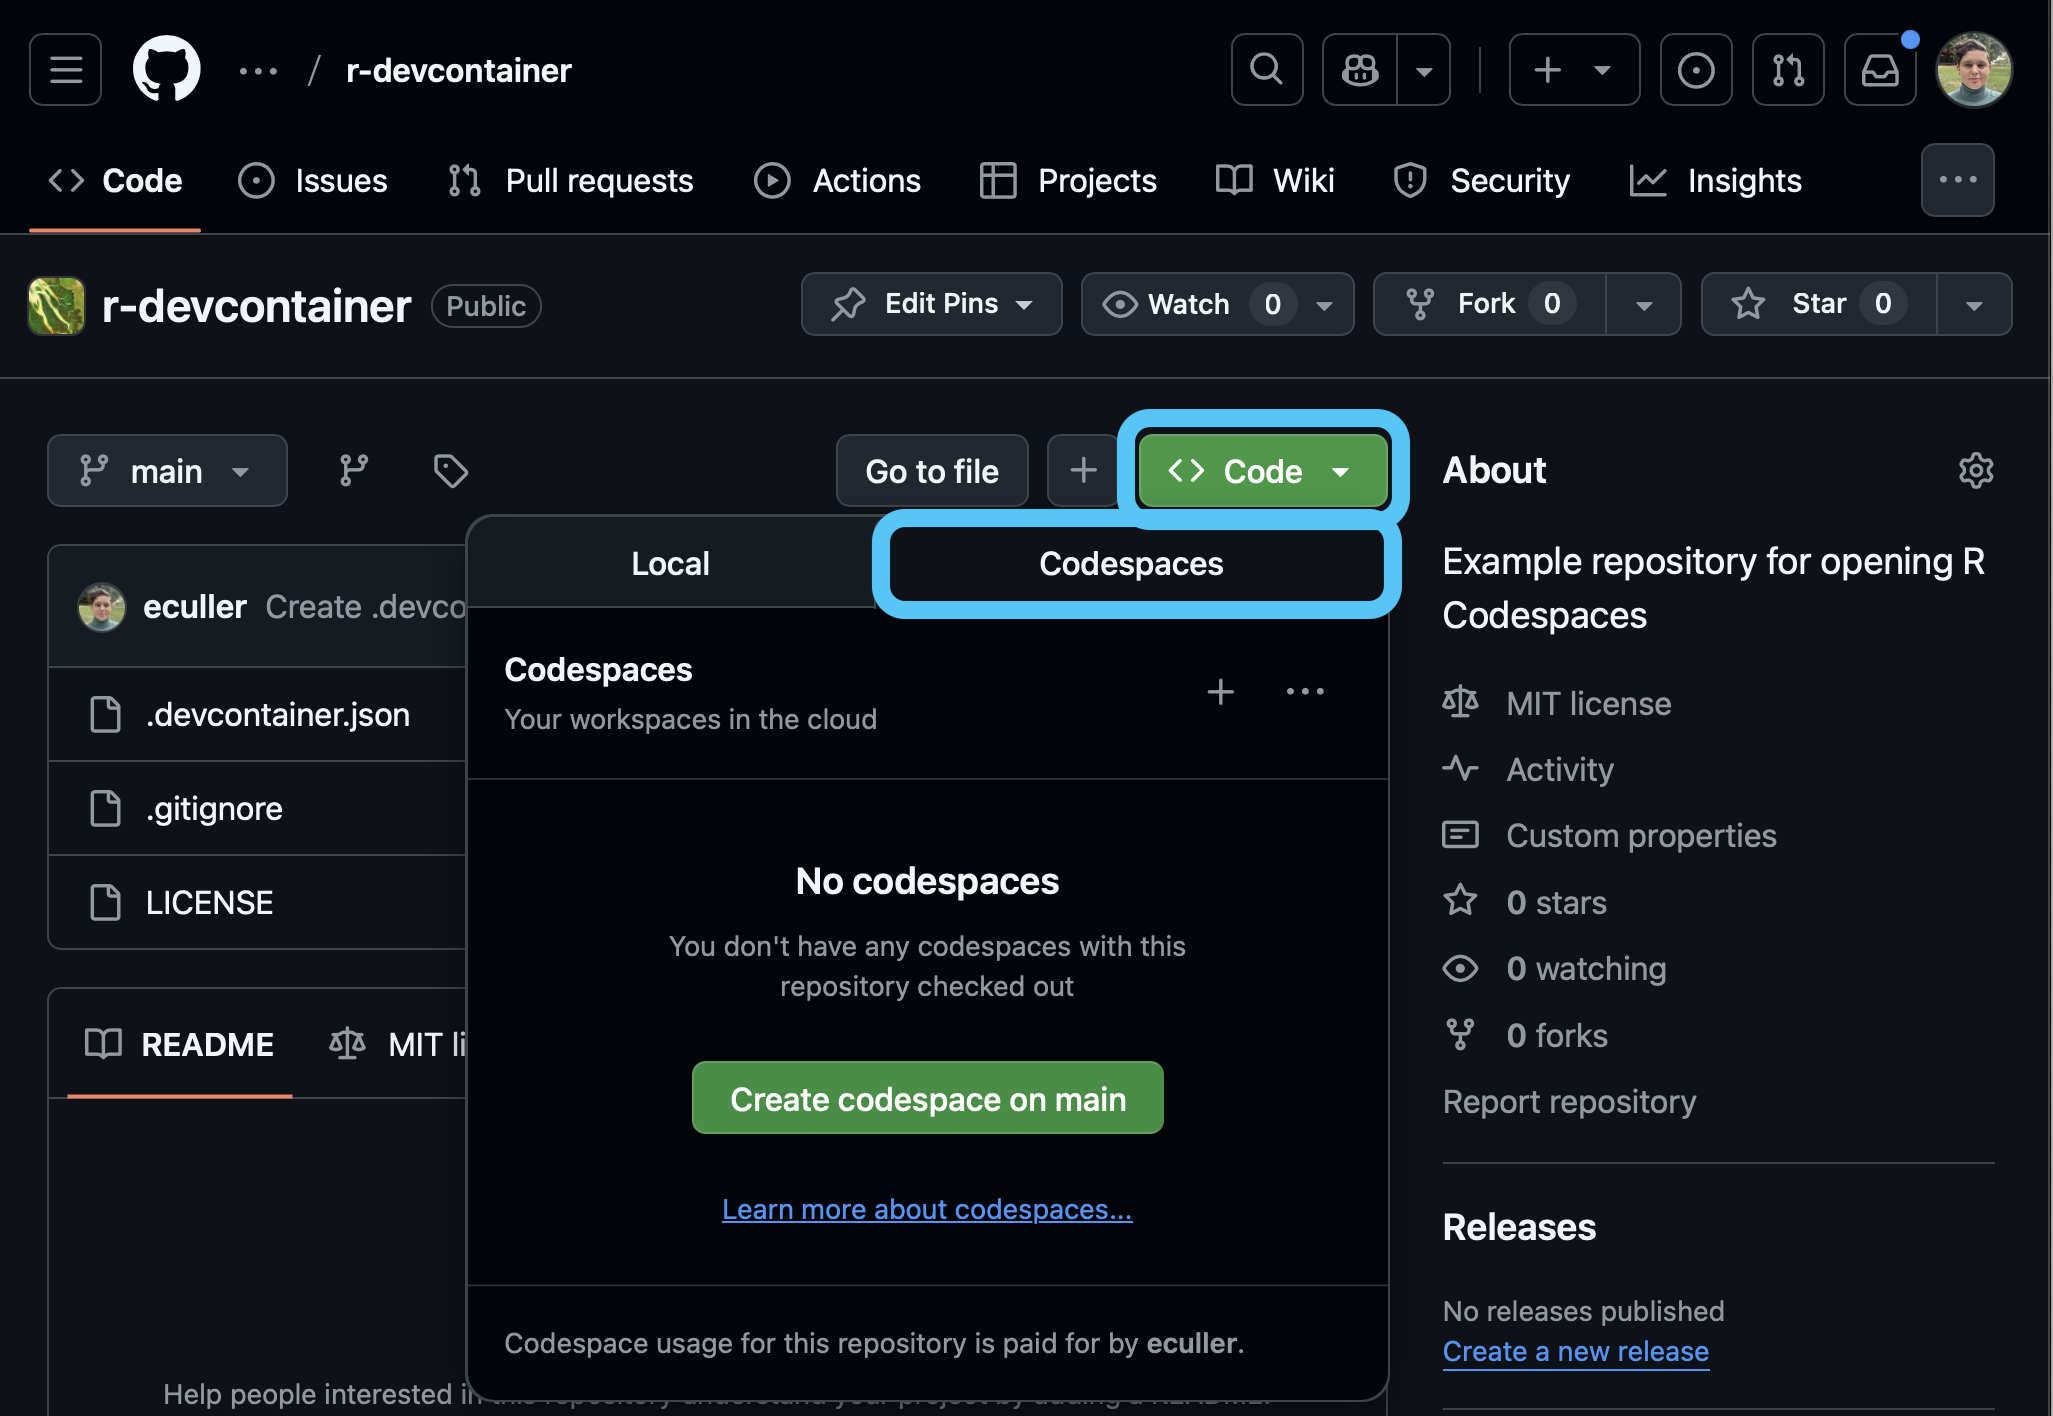 / r-devcontainer
Code Issues Pull requests Actions Projects Wiki Security Insights
r-devcontainer Public Edit Pins Watch 0 Fork 0 Star 0
main Go to file Code About
Local Codespaces
Example repository for opening R
Codespaces
eculler Create .devco
Codespaces
Your workspaces in the cloud
.devcontainer.json
.gitignore
LICENSE
No codespaces
You don't have any codespaces with this
repository checked out
Create codespace on main
Learn more about codespaces...
README MIT li
Codespace usage for this repository is paid for by eculler.
Help people interested in
MIT license
Activity
Custom properties
0 stars
0 watching
0 forks
Report repository
Releases
No releases published
Create a new release